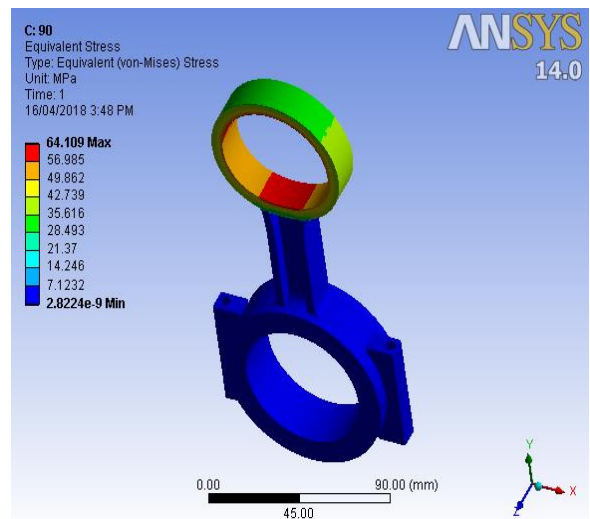 C: 90
Equivalent Stress
Type: Equivalent (von-Mises) Stress
Unit: MPa
Time: 1
16/04/2018 3:48 PM
ANSYS
14.0
64.109 Max
56.985
49.862
42.739
35.616
28.493
21.37
14.246
7.1232
2.8224e-9 Min
0.00
90.00 (mm)
45.00
Y
X
Z